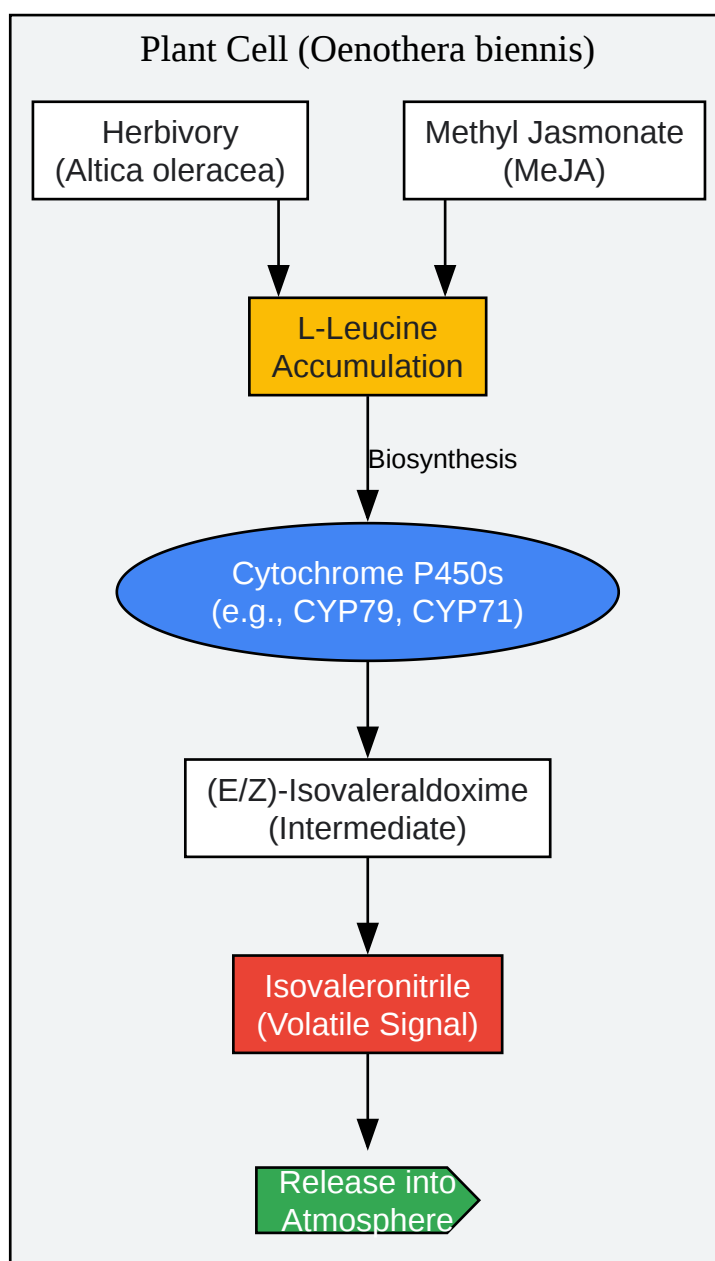 Plant Cell (Oenothera biennis)
Herbivory
(Altica oleracea)
Methyl Jasmonate
(MeJA)
L-Leucine
Accumulation
Biosynthesis
Cytochrome P450s
(e.g., CYP79, CYP71)
(E/Z)-Isovaleraldoxime
(Intermediate)
Isovaleronitrile
(Volatile Signal)
Release into
Atmosphere